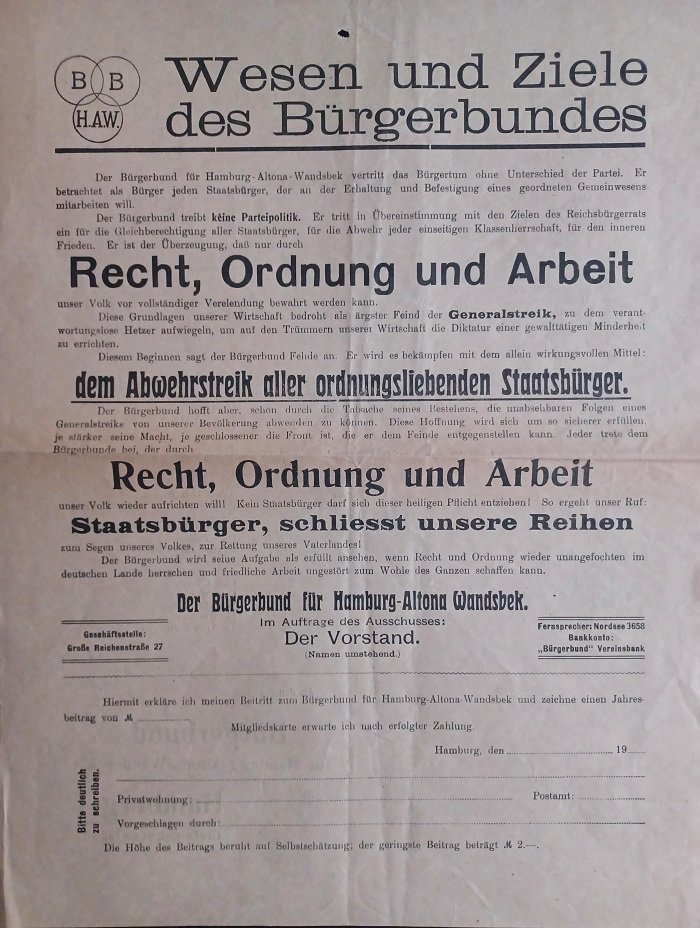 B B
H.A.W.
Wesen und Ziele
des Bürgerbundes
Der Bürgerbund für Hamburg-Altona-Wandsbek vertritt das Bürgertum ohne Unterschied der Partei. Er
betrachtet als Bürger jeden Staatsbürger, der an der Erhaltung und Befestigung eines geordneten Gemeinwesens
mitarbeiten will.
Der Bürgerbund treibt keine Parteipolitik. Er tritt in Übereinstimmung mit den Zielen des Reichsbürgerrats
ein für die Gleichberechtigung aller Staatsbürger, für die Abwehr jeder einseitigen Klassenherrschaft, für den inneren
Frieden. Er ist der Überzeugung, daß nur durch
Recht, Ordnung und Arbeit
unser Volk vor vollständiger Verelendung bewahrt werden kann.
Diese Grundlagen unserer Wirtschaft bedroht als ärgster Feind der Generalstreik, zu dem verant-
wortungslose Hetzer aufwiegeln, um auf den Trümmern unserer Wirtschaft die Diktatur einer gewalttätigen Minderheit
zu errichten.
Diesem Beginnen sagt der Bürgerbund Fehde an. Er wird es bekämpfen mit dem allein wirkungsvollen Mittel:
dem Abwehrstreik aller ordnungsliebenden Staatsbürger.
Der Bürgerbund hofft aber, schon durch die Tatsache seines Bestehens, die unabsehbaren Folgen eines
Generalstreiks von unserer Bevölkerung abwenden zu können. Diese Hoffnung wird sich um so sicherer erfüllen,
je stärker seine Macht, je geschlossener die Front ist, die er dem Feinde entgegenstellen kann. Jeder trete dem
Bürgerbunde bei, der durch
Recht, Ordnung und Arbeit
unser Volk wieder aufrichten will! Kein Staatsbürger darf sich dieser heiligen Pflicht entziehen! So ergeht unser Ruf:
Staatsbürger, schliesst unsere Reihen
zum Segen unseres Volkes, zur Rettung unseres Vaterlandes!
Der Bürgerbund wird seine Aufgabe als erfüllt ansehen, wenn Recht und Ordnung wieder unangefochten im
deutschen Lande herrschen und friedliche Arbeit ungestört zum Wohle des Ganzen schaffen kann.
Der Bürgerbund für Hamburg-Altona Wandsbek.
Im Auftrage des Ausschusses:
Der Vorstand.
(Namen umstehend.)
Geschäftsstelle:
Große Reichenstraße 27
Fernsprecher: Nordsee 3658
Bankkonto:
„Bürgerbund" Vereinsbank
Hiermit erkläre ich meinen Beitritt zum Bürgerbund für Hamburg-Altona-Wandsbek und zeichne einen Jahres-
beitrag von ℳ
Mitgliedskarte erwarte ich nach erfolgter Zahlung.
Hamburg, den 19
Bitte deutlich
zu schreiben.
Privatwohnung: Postamt:
Vorgeschlagen durch:
Die Höhe des Beitrags beruht auf Selbstschätzung; der geringste Beitrag beträgt ℳ 2.—.